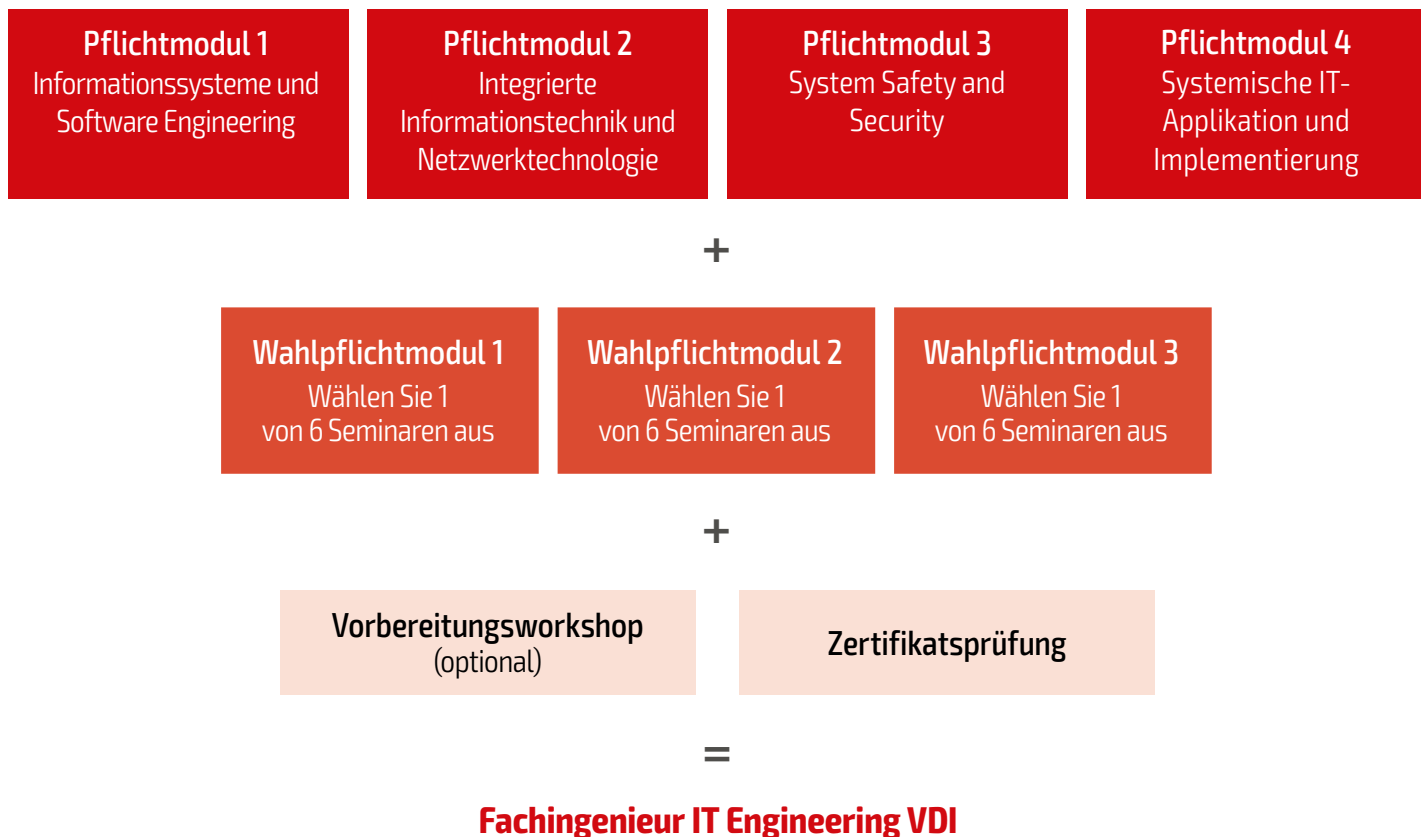 Pflichtmodul 1
Informationssysteme und
Software Engineering
Pflichtmodul 2
Integrierte
Informationstechnik und
Netzwerktechnologie
Pflichtmodul 3
System Safety and
Security
Pflichtmodul 4
Systemische IT-
Applikation und
Implementierung
+
Wahlpflichtmodul 1
Wählen Sie 1
von 6 Seminaren aus
Wahlpflichtmodul 2
Wählen Sie 1
von 6 Seminaren aus
Wahlpflichtmodul 3
Wählen Sie 1
von 6 Seminaren aus
+
Vorbereitungsworkshop
(optional)
Zertifikatsprüfung
=
Fachingenieur IT Engineering VDI